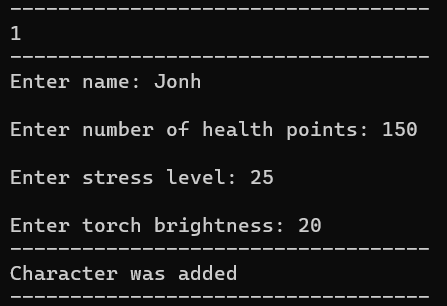 -----------------------------------
1
-----------------------------------
Enter name: Jonh
Enter number of health points: 150
Enter stress level: 25
Enter torch brightness: 20
-----------------------------------
Character was added
-----------------------------------